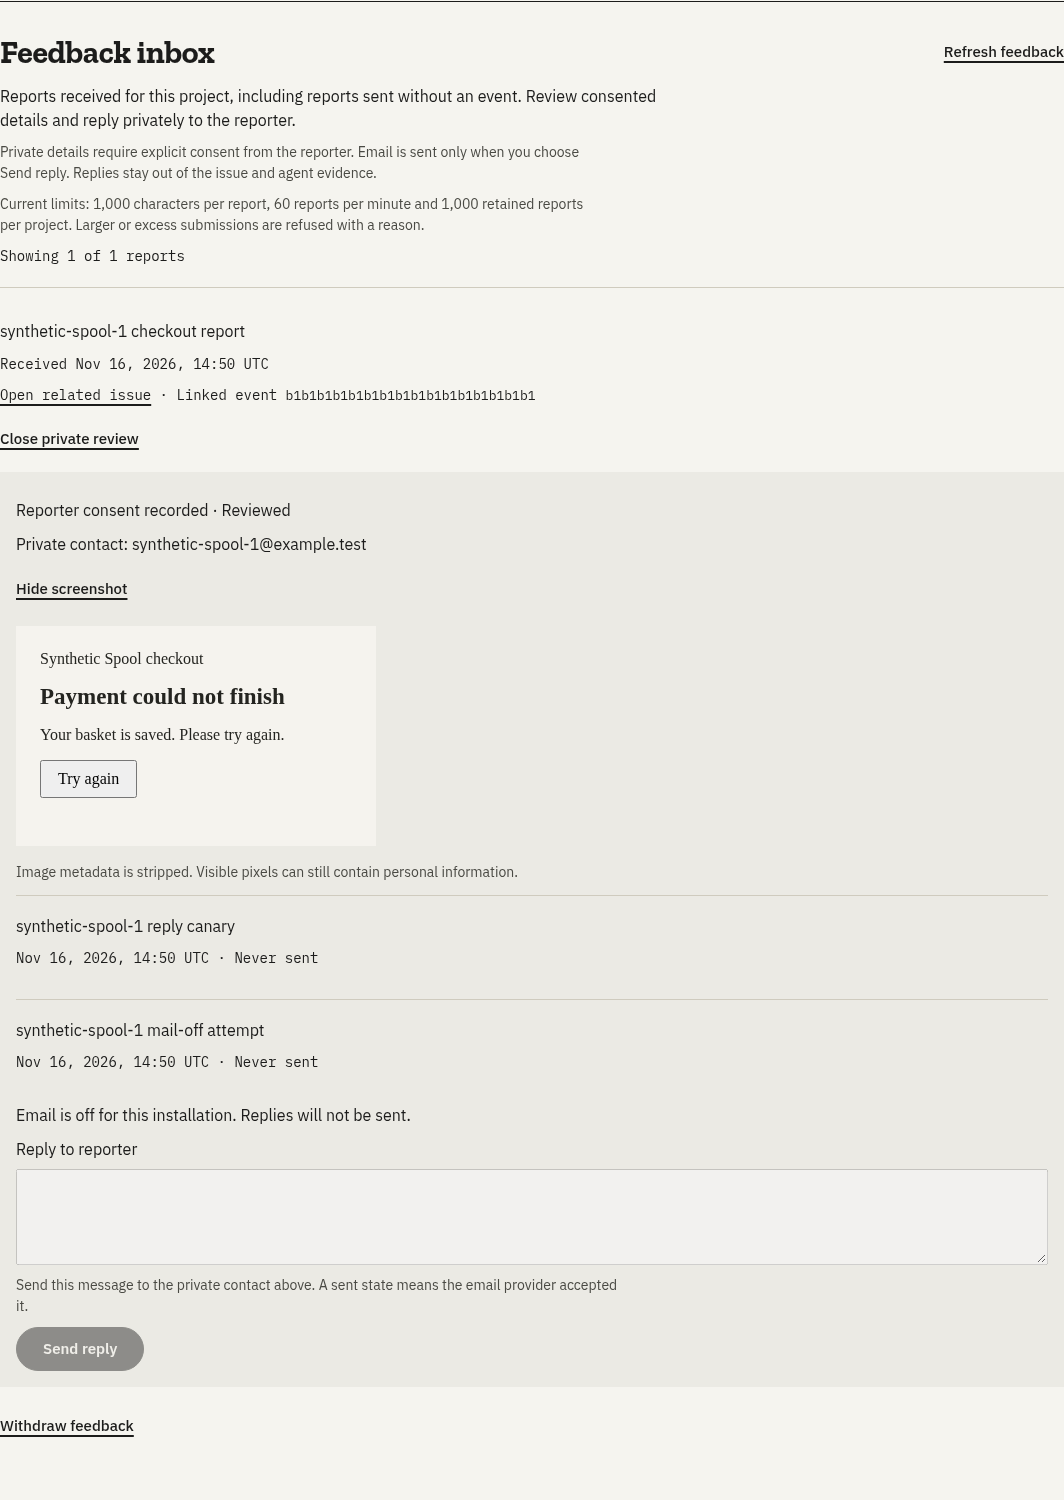 Feedback inbox
Refresh feedback
Reports received for this project, including reports sent without an event. Review consented
details and reply privately to the reporter.
Private details require explicit consent from the reporter. Email is sent only when you choose
Send reply. Replies stay out of the issue and agent evidence.
Current limits: 1,000 characters per report, 60 reports per minute and 1,000 retained reports
per project. Larger or excess submissions are refused with a reason.
Showing 1 of 1 reports
synthetic-spool-1 checkout report
Received Nov 16, 2026, 14:50 UTC
Open related issue · Linked event b1b1b1b1b1b1b1b1b1b1b1b1b1b1b1b1
Close private review
Reporter consent recorded · Reviewed
Private contact: synthetic-spool-1@example.test
Hide screenshot
Synthetic Spool checkout
Payment could not finish
Your basket is saved. Please try again.
Try again
Image metadata is stripped. Visible pixels can still contain personal information.
synthetic-spool-1 reply canary
Nov 16, 2026, 14:50 UTC · Never sent
synthetic-spool-1 mail-off attempt
Nov 16, 2026, 14:50 UTC · Never sent
Email is off for this installation. Replies will not be sent.
Reply to reporter
Send this message to the private contact above. A sent state means the email provider accepted
it.
Send reply
Withdraw feedback